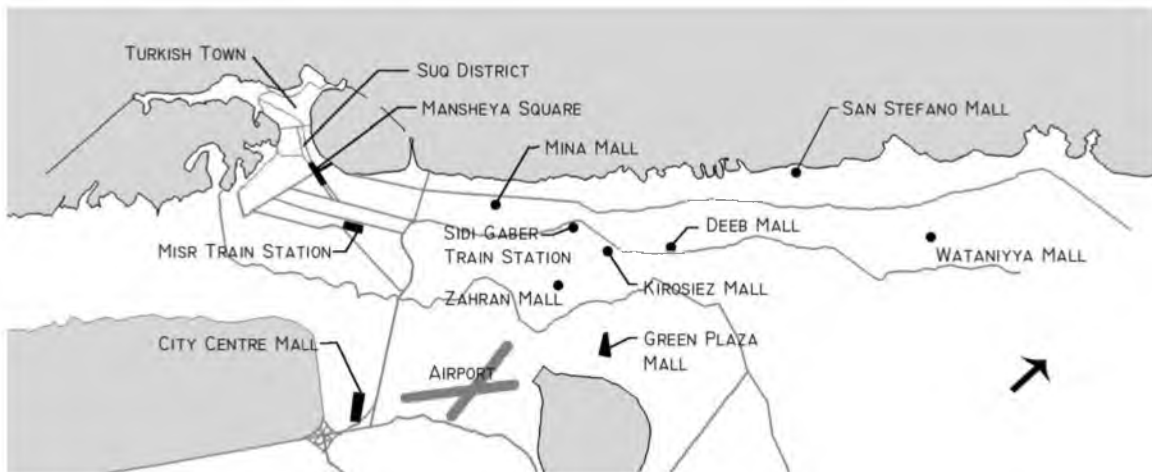 TURKISH TOWN
SUQ DISTRICT
MANSHEYA SQUARE
SAN STEFANO MALL
MINA MALL
MISR TRAIN STATION
SIDI GABER
TRAIN STATION
DEEB MALL
WATANIYYA MALL
ZAHRAN MALL
KIROSIEZ MALL
CITY CENTRE MALL
GREEN PLAZA
MALL
AIRPORT